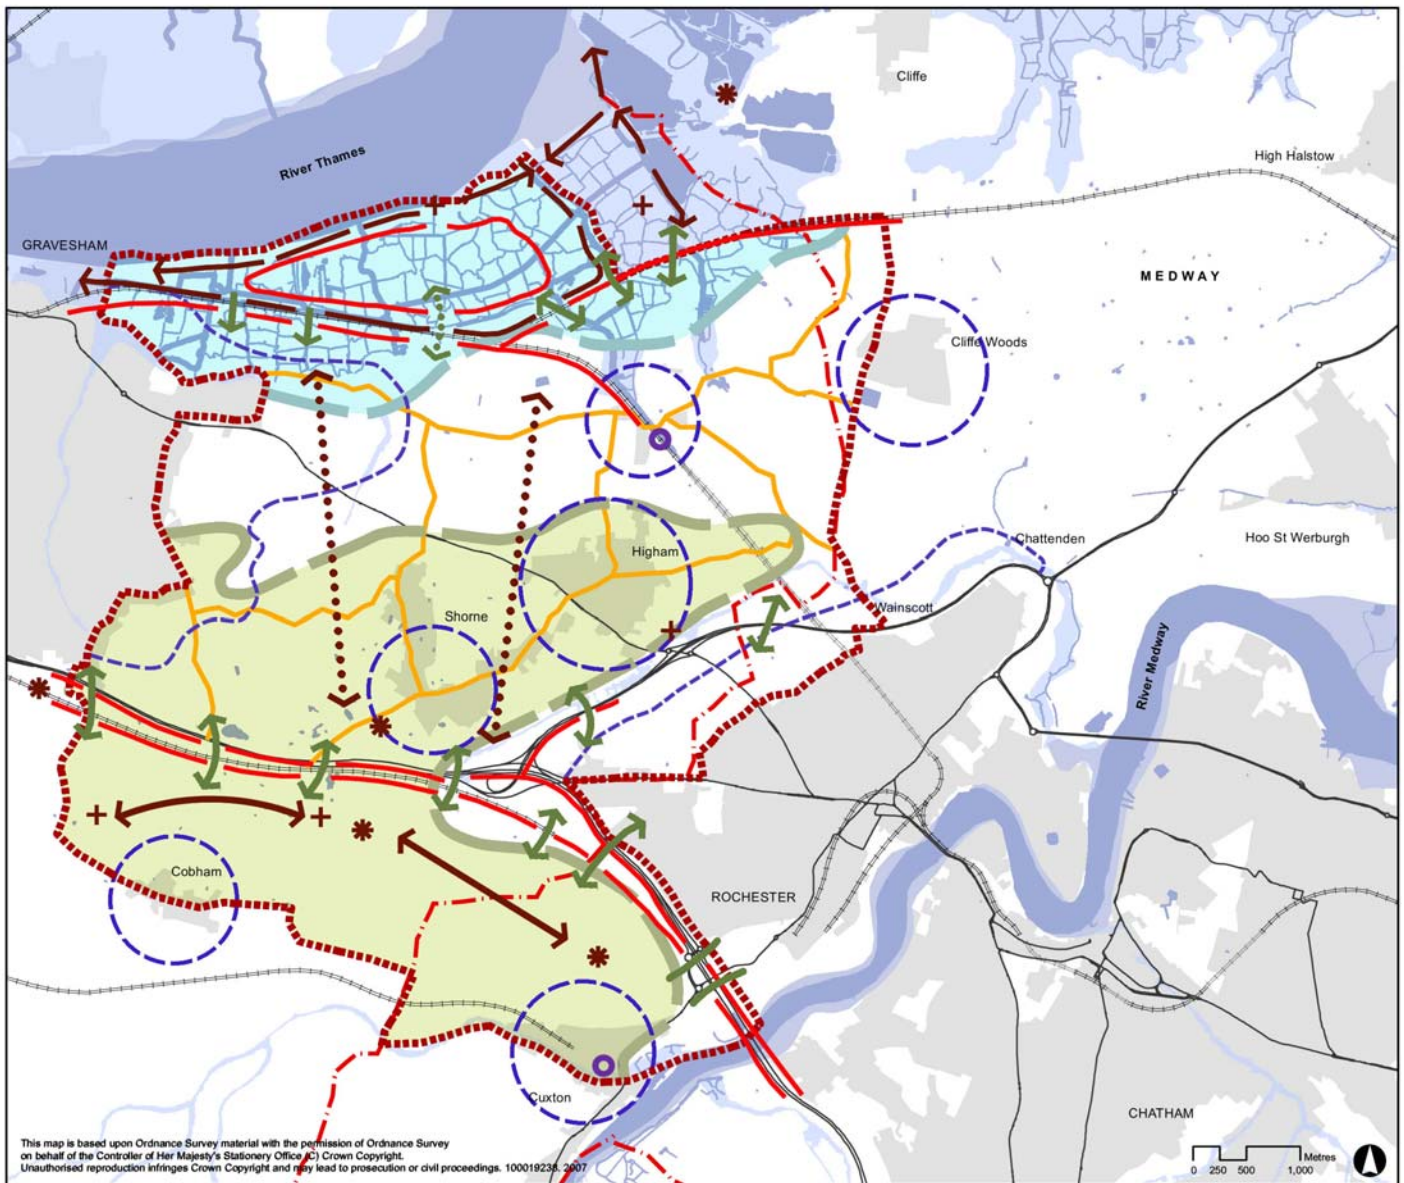 Cliffe
High Halstow
River Thames
GRAVESHAM
MEDWAY
Cliffe Woods
Chattenden
Hoo St Werburgh
Higham
Shorne
Wainscott
River Medway
Cobham
ROCHESTER
Cuxton
CHATHAM
This map is based upon Ordnance Survey material with the permission of Ordnance Survey
on behalf of the Controller of Her Majesty's Stationery Office (C) Crown Copyright.
Unauthorised reproduction infringes Crown Copyright and may lead to prosecution or civil proceedings. 100019238, 2007
Metres
0 250 500 1,000